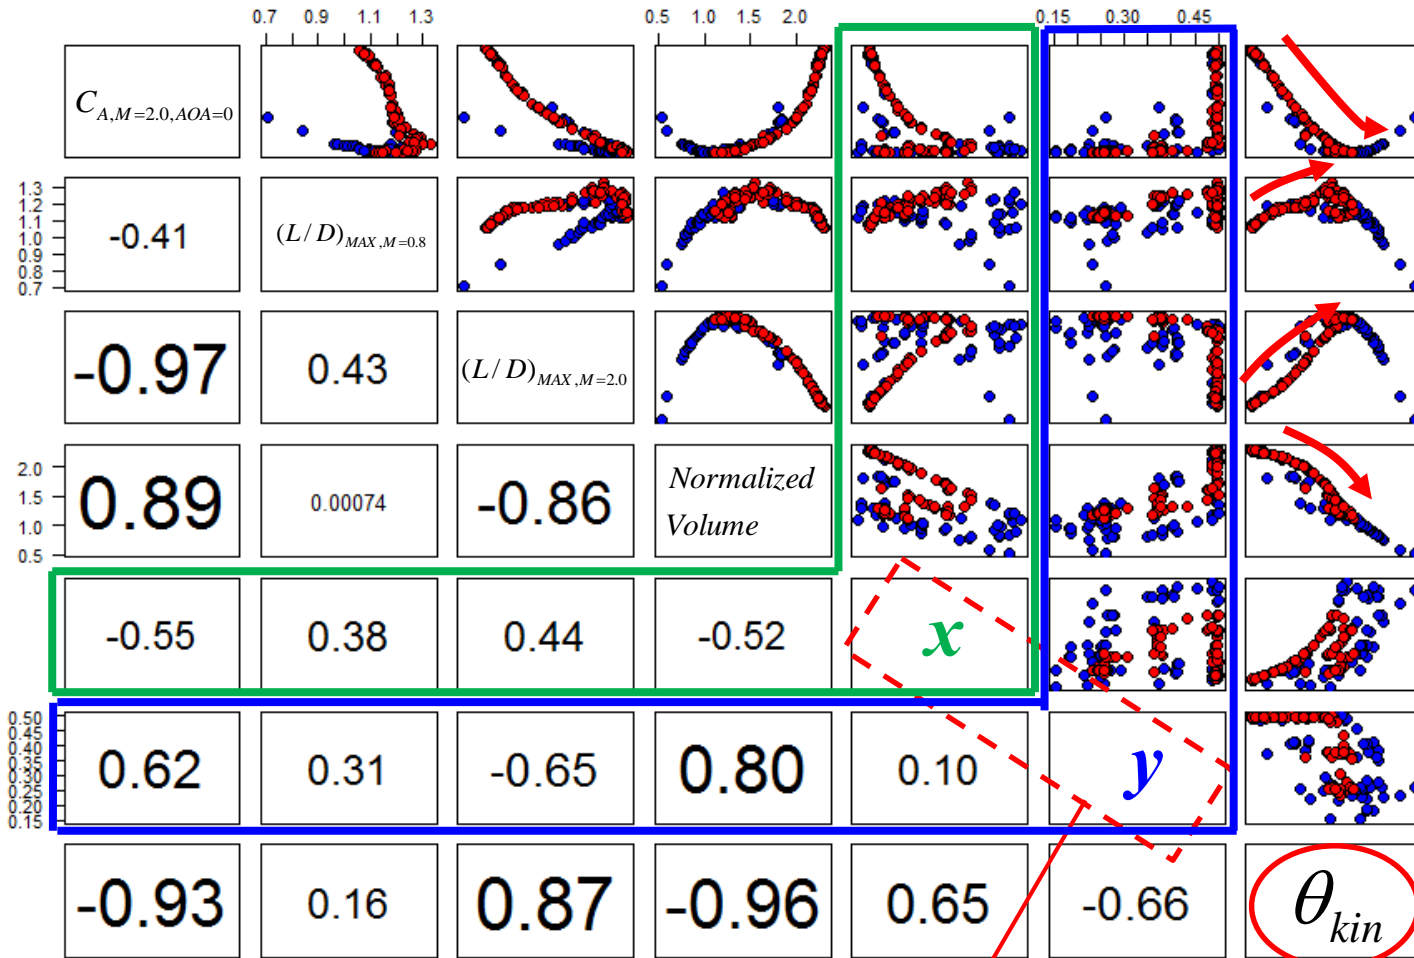 0.7 0.9 1.1 1.3 0.5 1.0 1.5 2.0 0.15 0.30 0.45
C A,M=2.0,AOA=0
1.3
1.2
1.1
1.0
0.9
0.8
0.7
-0.41 (L/D) MAX,M=0.8
-0.97 0.43 (L/D) MAX,M=2.0
2.0
1.5
1.0
0.5
0.89 0.00074 -0.86 Normalized
Volume
-0.55 0.38 0.44 -0.52 x
0.50
0.45
0.40
0.35
0.30
0.25
0.20
0.15
0.62 0.31 -0.65 0.80 0.10 y
-0.93 0.16 0.87 -0.96 0.65 -0.66 θ kin